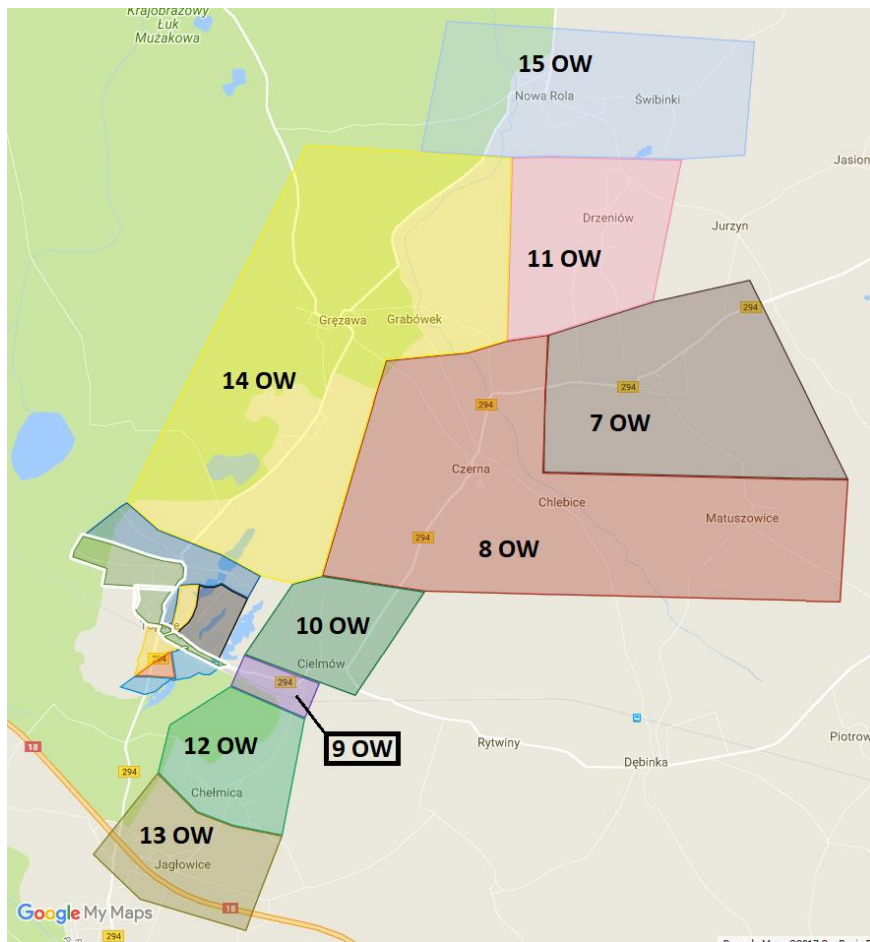 Krajobrazowy
Łuk
Mużakowa
15 OW
Nowa Rola
Świbinki
Jasion
Drzeniów
Jurzyn
11 OW
294
Gręzawa
Grabówek
14 OW
294
294
7 OW
Czerna
Chlebice
Matuszowice
294
8 OW
10 OW
Cielmów
294
294
9 OW
18
12 OW
Rytwiny
Piotrow
294
Dębinka
Chełmica
13 OW
Jagłowice
18
Google My Maps
294